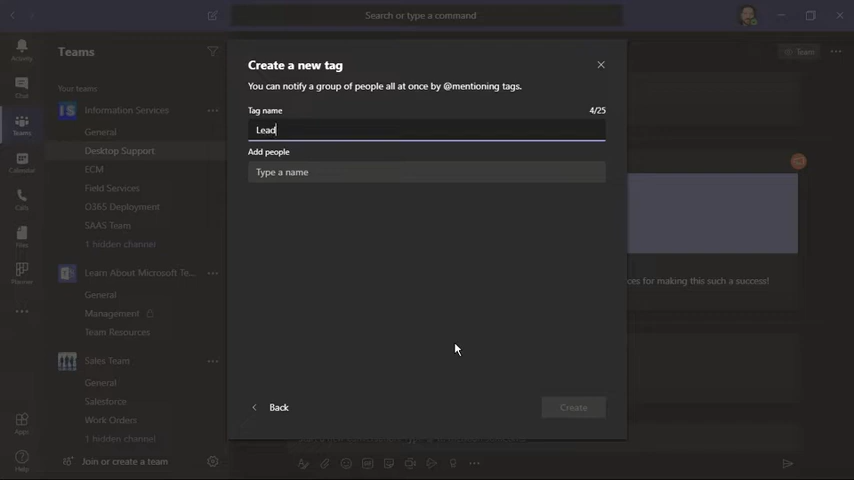 Search or type a command
Activity
Chat
Teams
Calendar
Calls
Files
Planner
Apps
Help
Teams
Your teams
Information Services
General
Desktop Support
ECM
Field Services
O365 Deployment
SAAS Team
1 hidden channel
Learn About Microsoft Te...
General
Management
Team Resources
Sales Team
General
Salesforce
Work Orders
1 hidden channel
Join or create a team
Create a new tag
You can notify a group of people all at once by @mentioning tags.
Tag name 4/25
Lead
Add people
Type a name
Back
Create
Team
ces for making this such a success!